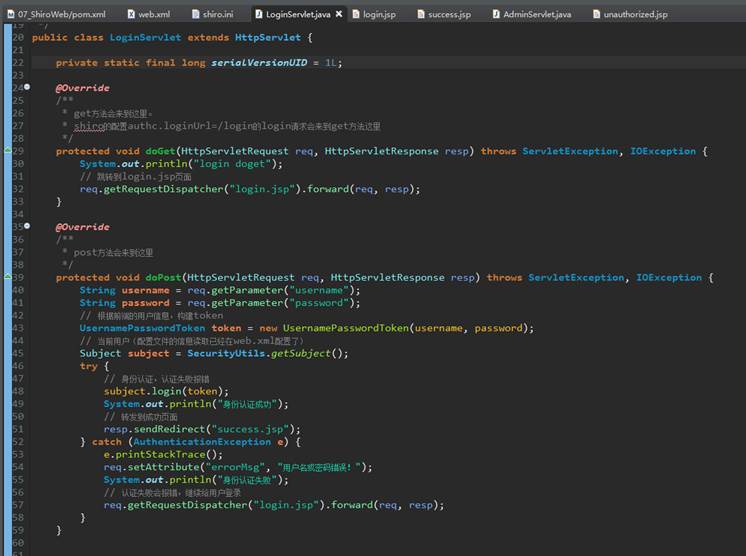 07_ShiroWeb/pom.xml web.xml shiro.ini LoginServlet.java login.jsp success.jsp AdminServlet.java unauthorized.jsp
19 */
20 public class LoginServlet extends HttpServlet {
21
22 private static final long serialVersionUID = 1L;
23
24 @Override
25 /**
26 * get方法会来到这里。
27 * shiro的配置authc.loginUrl=/login的login请求会来到get方法这里
28 */
29 protected void doGet(HttpServletRequest req, HttpServletResponse resp) throws ServletException, IOException {
30 System.out.println("login doget");
31 // 跳转到login.jsp页面
32 req.getRequestDispatcher("login.jsp").forward(req, resp);
33 }
34
35 @Override
36 /**
37 * post方法会来到这里
38 */
39 protected void doPost(HttpServletRequest req, HttpServletResponse resp) throws ServletException, IOException {
40 String username = req.getParameter("username");
41 String password = req.getParameter("password");
42 // 根据前端的用户信息，构建token
43 UsernamePasswordToken token = new UsernamePasswordToken(username, password);
44 // 当前用户（配置文件的信息读取已经在web.xml配置了）
45 Subject subject = SecurityUtils.getSubject();
46 try {
47 // 身份认证，认证失败报错
48 subject.login(token);
49 System.out.println("身份认证成功");
50 // 转发到成功页面
51 resp.sendRedirect("success.jsp");
52 } catch (AuthenticationException e) {
53 e.printStackTrace();
54 req.setAttribute("errorMsg", "用户名或密码错误！");
55 System.out.println("身份认证失败");
56 // 认证失败会报错，继续给用户登录
57 req.getRequestDispatcher("login.jsp").forward(req, resp);
58 }
59 }
60
61